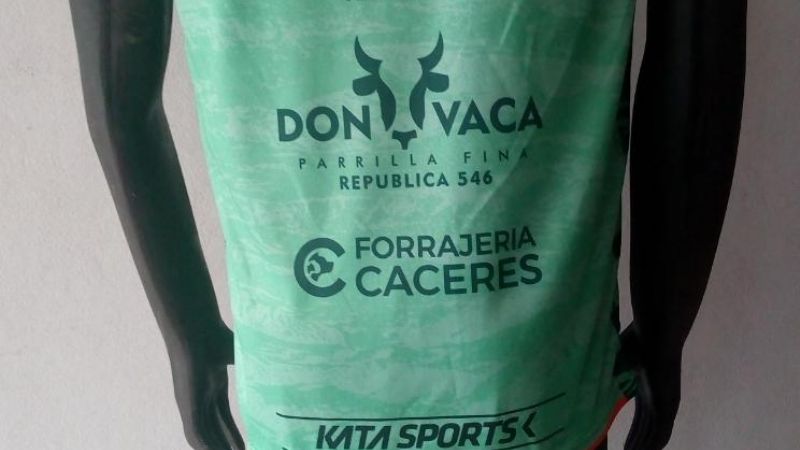 DON VACA
PARRILLA FINA
REPUBLICA 546
FORRAJERIA
CACERES
KATA SPORTS